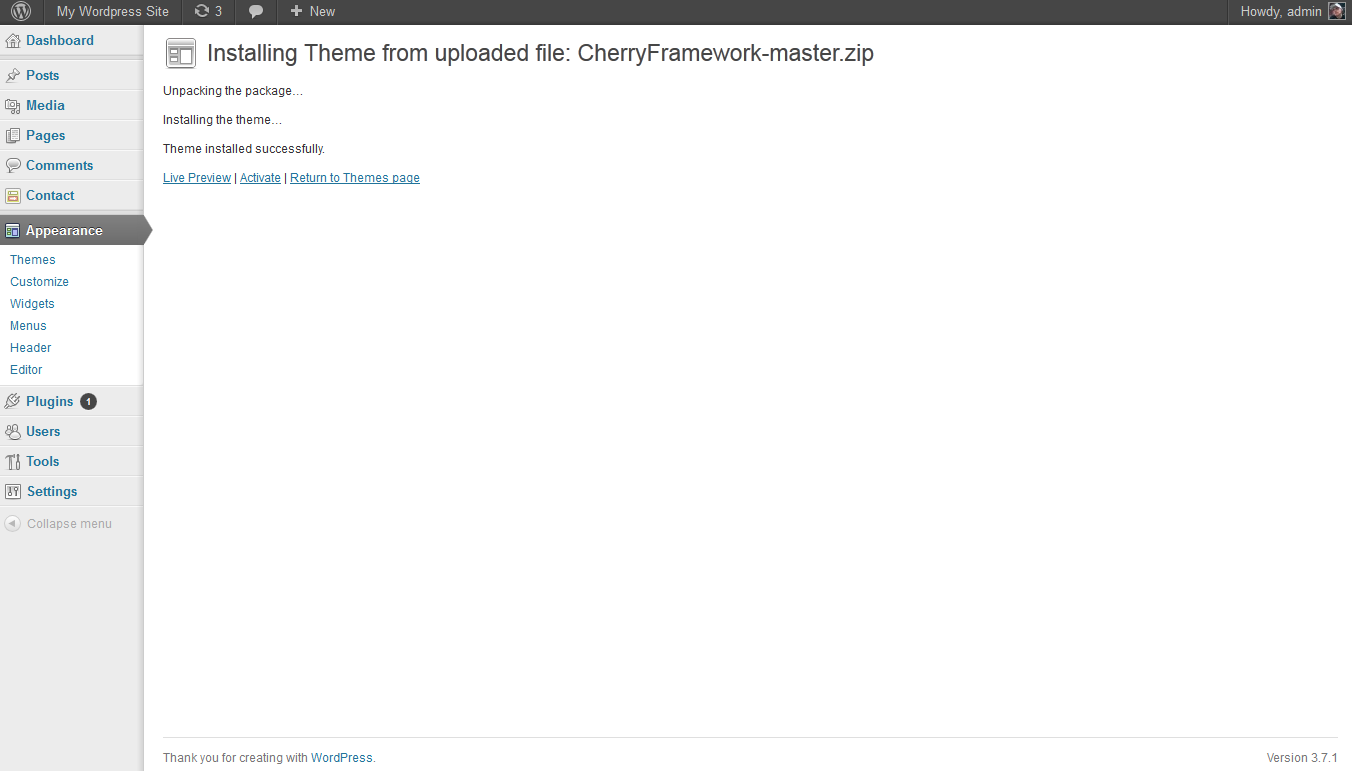 My Wordpress Site 3 New Howdy, admin
Dashboard
Posts
Media
Pages
Comments
Contact
Appearance
Themes
Customize
Widgets
Menus
Header
Editor
Plugins 1
Users
Tools
Settings
Collapse menu
Installing Theme from uploaded file: CherryFramework-master.zip
Unpacking the package…
Installing the theme…
Theme installed successfully.
Live Preview | Activate | Return to Themes page
Thank you for creating with WordPress. Version 3.7.1